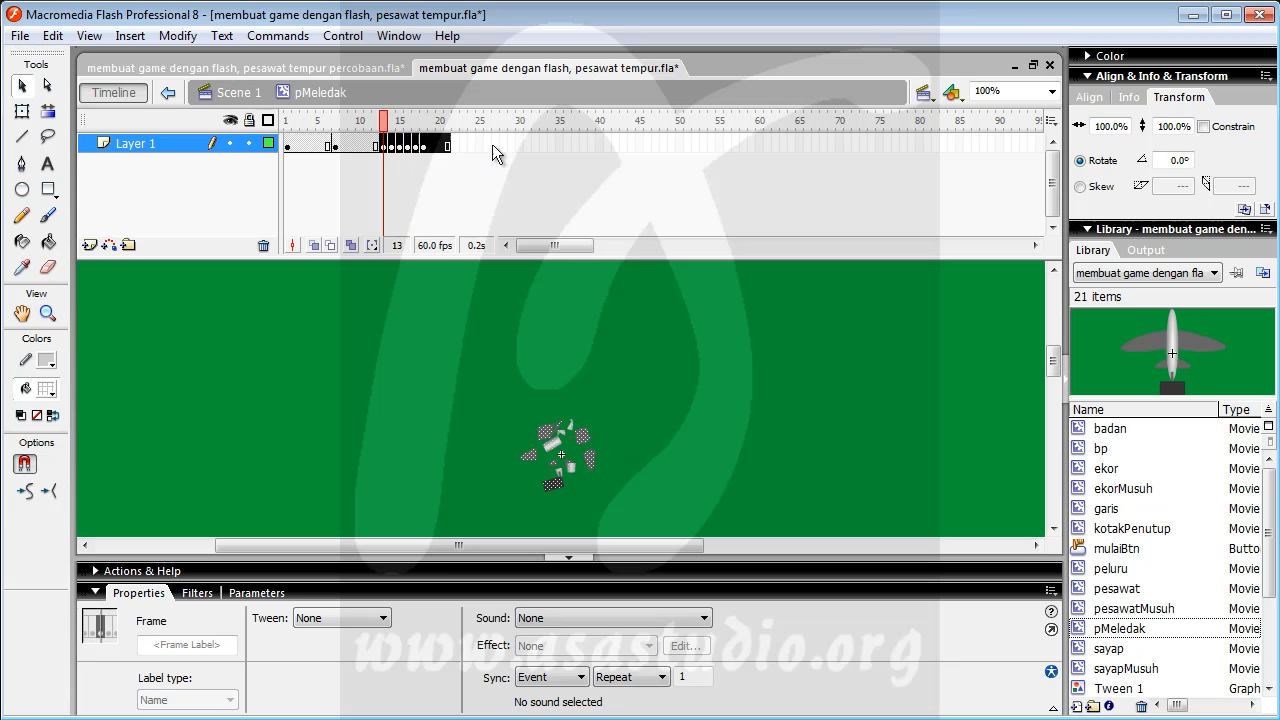 Macromedia Flash Professional 8 - [membuat game dengan flash, pesawat tempur.fla*]
File Edit View Insert Modify Text Commands Control Window Help
Tools
membuat game dengan flash, pesawat tempur percobaan.fla*
membuat game dengan flash, pesawat tempur.fla*
Timeline Scene 1 pMeledak 100%
1 5 10 15 20 25 30 35 40 45 50 55 60 65 70 75 80 85 90 95
Layer 1
13 60.0 fps 0.2s
View
Colors
Options
Color
Align & Info & Transform
Align Info Transform
100.0% 100.0% Constrain
Rotate 0.0°
Skew --- ---
Library - membuat game den...
Library Output
membuat game dengan fla
21 items
Name Type
badan Movie
bp Movie
ekor Movie
ekorMusuh Movie
garis Movie
kotakPenutup Movie
mulaiBtn Butto
peluru Movie
pesawat Movie
pesawatMusuh Movie
pMeledak Movie
sayap Movie
sayapMusuh Movie
Tween 1 Graph
Actions & Help
Properties Filters Parameters
Frame
<Frame Label>
Label type:
Name
Tween: None
Sound: None
Effect: None Edit...
Sync: Event Repeat 1
No sound selected
www.asastudio.org